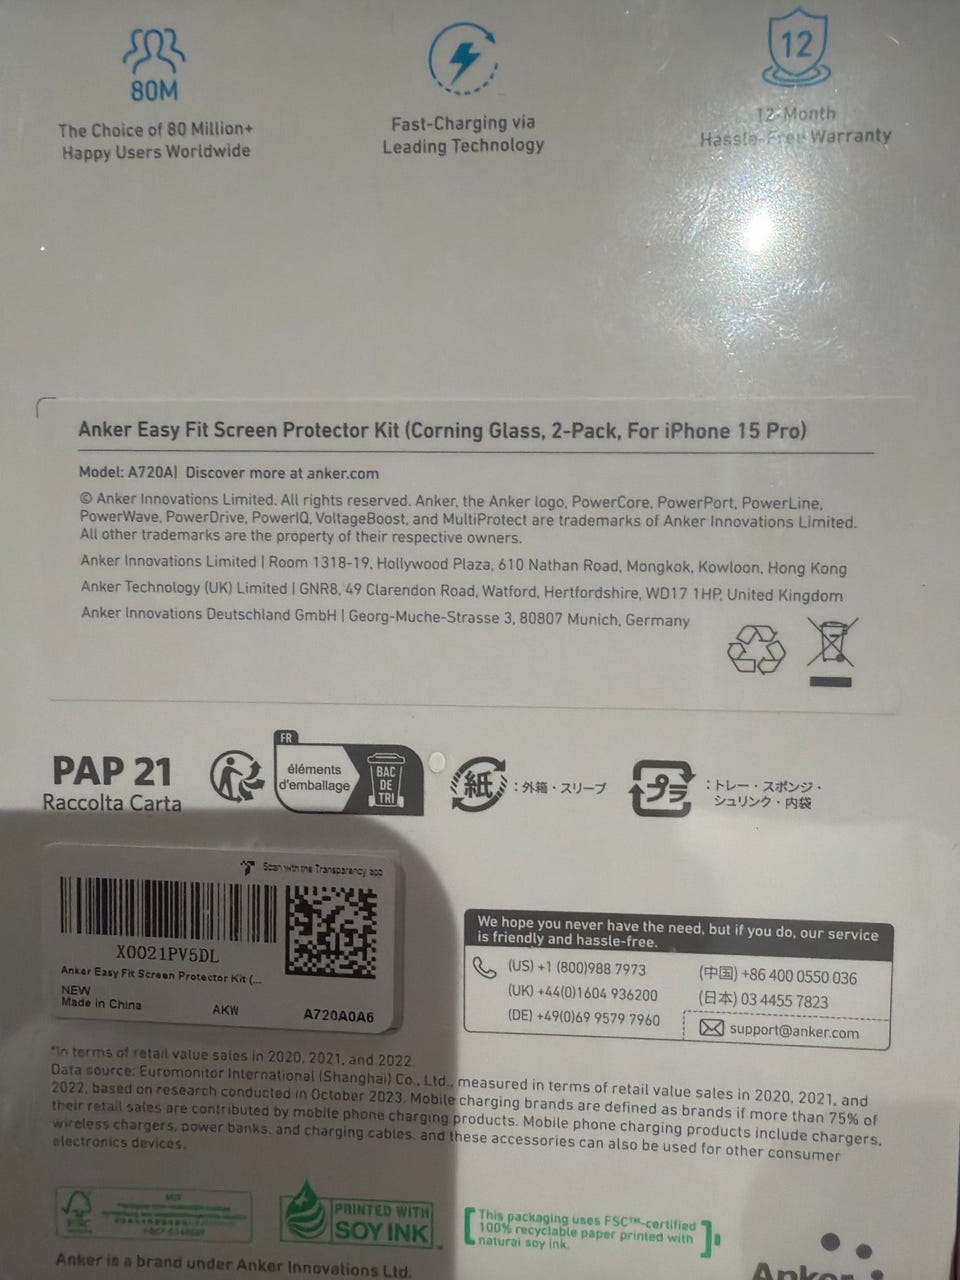 80M
The Choice of 80 Million+
Happy Users Worldwide
Fast-Charging via
Leading Technology
12
12-Month
Hassle-Free Warranty
Anker Easy Fit Screen Protector Kit (Corning Glass, 2-Pack, For iPhone 15 Pro)
Model: A720A| Discover more at anker.com
© Anker Innovations Limited. All rights reserved. Anker, the Anker logo, PowerCore, PowerPort, PowerLine,
PowerWave, PowerDrive, PowerIQ, VoltageBoost, and MultiProtect are trademarks of Anker Innovations Limited.
All other trademarks are the property of their respective owners.
Anker Innovations Limited | Room 1318-19, Hollywood Plaza, 610 Nathan Road, Mongkok, Kowloon, Hong Kong
Anker Technology (UK) Limited | GNR8, 49 Clarendon Road, Watford, Hertfordshire, WD17 1HP, United Kingdom
Anker Innovations Deutschland GmbH | Georg-Muche-Strasse 3, 80807 Munich, Germany
PAP 21
Raccolta Carta
FR
éléments
d'emballage
BAC
DE
TRI
紙
:外箱・スリーブ
プラ
:トレー・スポンジ・
シュリンク・内袋
Scan with the Transparency app
X0021PV5DL
Anker Easy Fit Screen Protector Kit (...
NEW
Made in China
AKW
A720A0A6
We hope you never have the need, but if you do, our service
is friendly and hassle-free.
(US) +1 (800)988 7973
(UK) +44(0)1604 936200
(DE) +49(0)69 9579 7960
(中国) +86 400 0550 036
(日本) 03 4455 7823
support@anker.com
*In terms of retail value sales in 2020, 2021, and 2022.
Data source: Euromonitor International (Shanghai) Co., Ltd., measured in terms of retail value sales in 2020, 2021, and
2022, based on research conducted in October 2023. Mobile charging brands are defined as brands if more than 75% of
their retail sales are contributed by mobile phone charging products. Mobile phone charging products include chargers,
wireless chargers, power banks, and charging cables, and these accessories can also be used for other consumer
electronics devices.
FSC
MIX
PRINTED WITH
SOY INK
This packaging uses FSC™-certified
100% recyclable paper printed with
natural soy ink.
Anker is a brand under Anker Innovations Ltd.
Anker